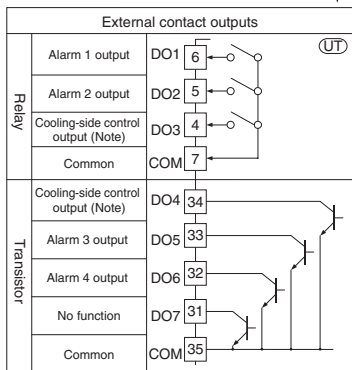 External contact outputs
UT
Relay
Alarm 1 output DO1 6
Alarm 2 output DO2 5
Cooling-side control
output (Note) DO3 4
Common COM 7
Transistor
Cooling-side control
output (Note) DO4 34
Alarm 3 output DO5 33
Alarm 4 output DO6 32
No function DO7 31
Common COM 35